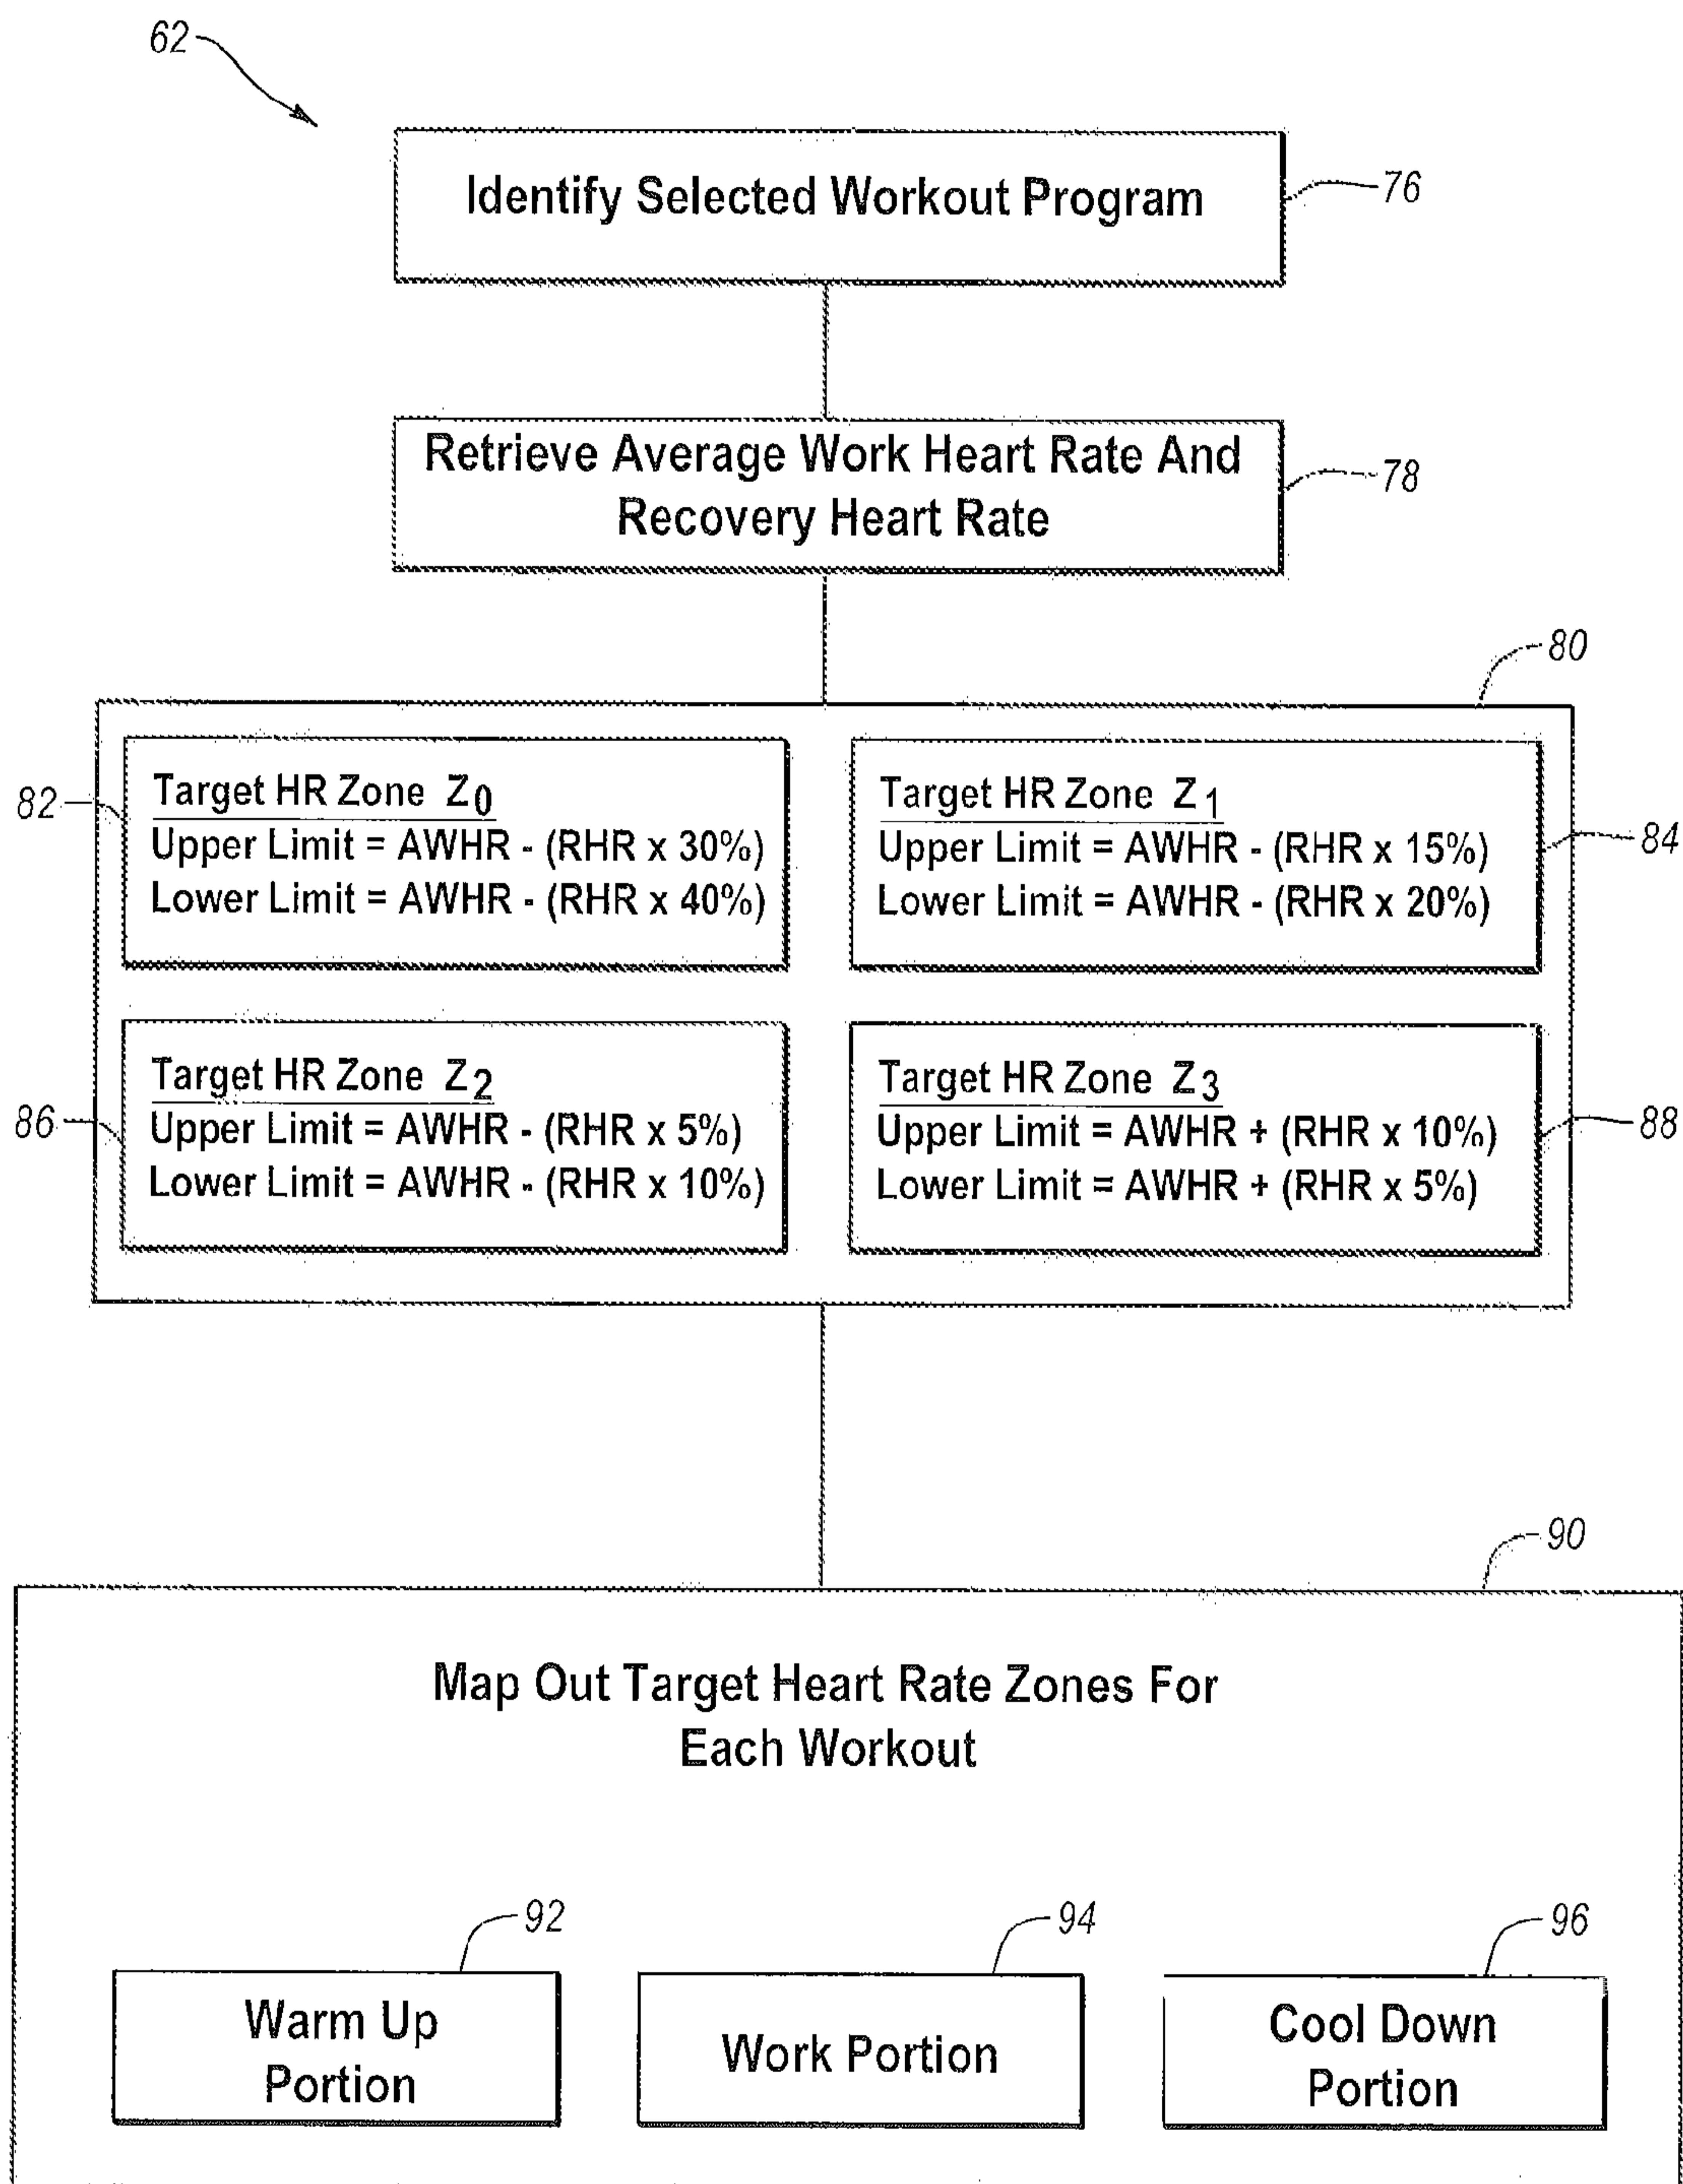 62
Identify Selected Workout Program
76
Retrieve Average Work Heart Rate And
Recovery Heart Rate
78
80
82
Target HR Zone Z0
Upper Limit = AWHR - (RHR x 30%)
Lower Limit = AWHR - (RHR x 40%)
Target HR Zone Z1
Upper Limit = AWHR - (RHR x 15%)
Lower Limit = AWHR - (RHR x 20%)
84
86
Target HR Zone Z2
Upper Limit = AWHR - (RHR x 5%)
Lower Limit = AWHR - (RHR x 10%)
Target HR Zone Z3
Upper Limit = AWHR + (RHR x 10%)
Lower Limit = AWHR + (RHR x 5%)
88
90
Map Out Target Heart Rate Zones For
Each Workout
92
Warm Up
Portion
94
Work Portion
96
Cool Down
Portion